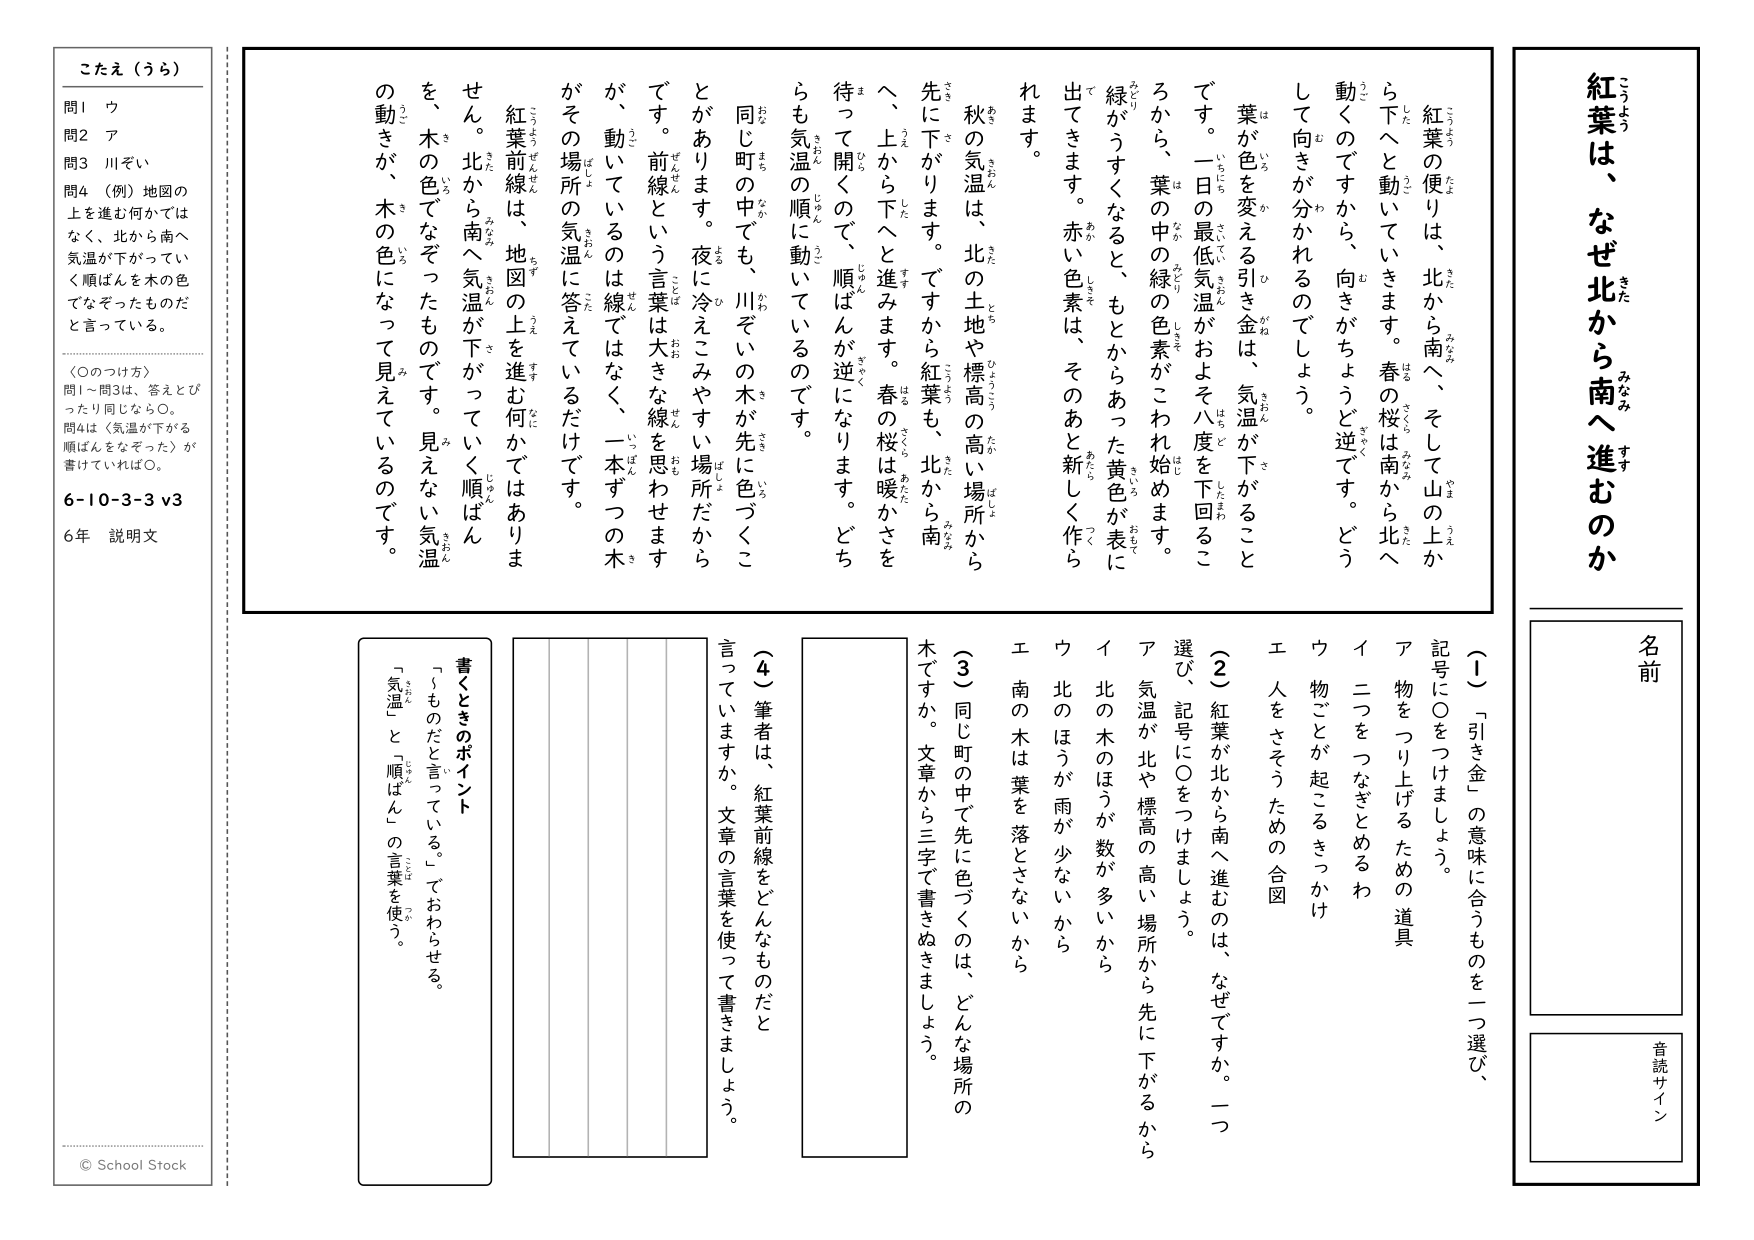 紅葉は、なぜ北から南へ進むのか
名前
音読サイン
紅葉の便りは、北から南へ、そして山の上か
ら下へと動いていきます。春の桜は南から北へ
動くのですから、向きがちょうど逆です。どう
して向きが分かれるのでしょう。
葉が色を変える引き金は、気温が下がること
です。一日の最低気温がおよそ八度を下回るこ
ろから、葉の中の緑の色素がこわれ始めます。
緑がうすくなると、もとからあった黄色が表に
出てきます。赤い色素は、そのあと新しく作ら
れます。
秋の気温は、北の土地や標高の高い場所から
先に下がります。ですから紅葉も、北から南
へ、上から下へと進みます。春の桜は暖かさを
待って開くので、順ばんが逆になります。どち
らも気温の順に動いているのです。
同じ町の中でも、川ぞいの木が先に色づくこ
とがあります。夜に冷えこみやすい場所だから
です。前線という言葉は大きな線を思わせます
が、動いているのは線ではなく、一本ずつの木
がその場所の気温に答えているだけです。
紅葉前線は、地図の上を進む何かではありま
せん。北から南へ気温が下がっていく順ばん
を、木の色でなぞったものです。見えない気温
の動きが、木の色になって見えているのです。
(1)「引き金」の意味に合うものを一つ選び、
記号に○をつけましょう。
ア 物を つり上げる ための 道具
イ 二つを つなぎとめる わ
ウ 物ごとが 起こる きっかけ
エ 人を さそう ための 合図
(2) 紅葉が北から南へ進むのは、なぜですか。一つ
選び、記号に○をつけましょう。
ア 気温が 北や 標高の 高い 場所から 先に 下がる から
イ 北の 木の ほうが 数が 多い から
ウ 北の ほうが 雨が 少ない から
エ 南の 木は 葉を 落とさない から
(3) 同じ町の中で先に色づくのは、どんな場所の
木ですか。文章から三字で書きぬきましょう。
(4) 筆者は、紅葉前線をどんなものだと
言っていますか。文章の言葉を使って書きましょう。
書くときのポイント
「〜ものだと言っている。」でおわらせる。
「気温」と「順ばん」の言葉を使う。
こたえ（うら）
問1 ウ
問2 ア
問3 川ぞい
問4 （例）地図の
上を進む何かでは
なく、北から南へ
気温が下がってい
く順ばんを木の色
でなぞったものだ
と言っている。
〈○のつけ方〉
問1〜問3は、答えとぴ
ったり同じなら○。
問4は〈気温が下がる
順ばんをなぞった〉が
書けていれば○。
6-10-3-3 v3
6年 説明文
© School Stock